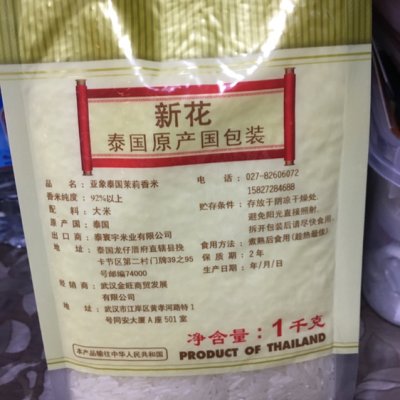 新花
泰国原产国包装
品 名：亚象泰国茉莉香米
香米纯度：92%以上
配 料：大米
原 产 国：泰国
出 口 商：泰寰宇米业有限公司
地 址：泰国龙仔厝府直辖县挽
卡节区第二村门牌39之95
号邮编74000
经 销 商：武汉金旺商贸发展
有限公司
地 址：武汉市江岸区黄孝河路特1
号同安大厦A座501室
电 话：027-82606072
15827284688
贮存条件：存放于阴凉干燥处,
避免阳光直接照射,
拆开包装后请尽快食用
食用方法：煮熟后食用(趁热最佳)
保 质 期：2年
生产日期：年/月/日
净含量：1千克
PRODUCT OF THAILAND
本产品输往中华人民共和国